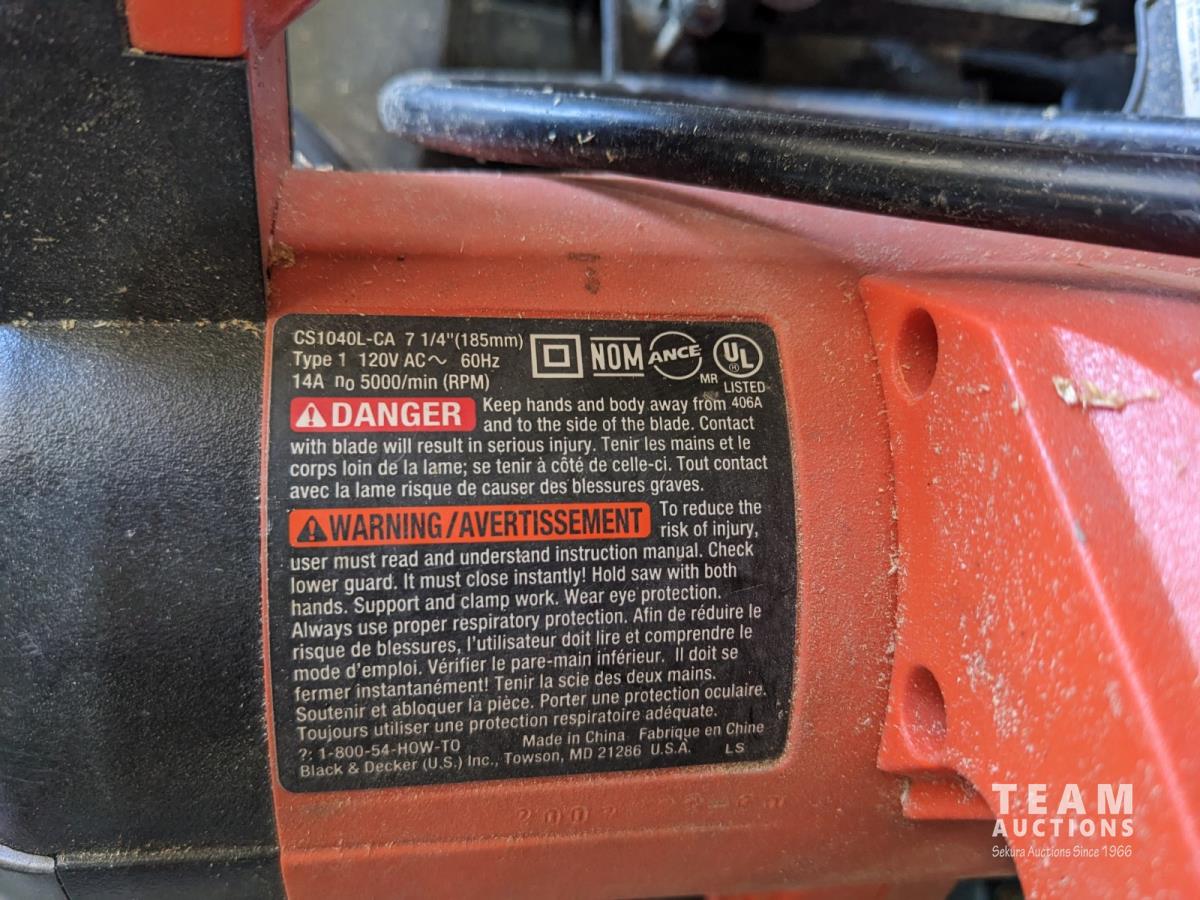 CS1040L-CA 7 1/4"(185mm)
Type 1 120V AC～ 60Hz
14A no 5000/min (RPM)
NOM
ANCE
MR
UL
LISTED
406A
DANGER Keep hands and body away from
and to the side of the blade. Contact
with blade will result in serious injury. Tenir les mains et le
corps loin de la lame; se tenir à côté de celle-ci. Tout contact
avec la lame risque de causer des blessures graves.
WARNING/AVERTISSEMENT To reduce the
risk of injury,
user must read and understand instruction manual. Check
lower guard. It must close instantly! Hold saw with both
hands. Support and clamp work. Wear eye protection.
Always use proper respiratory protection. Afin de réduire le
risque de blessures, l'utilisateur doit lire et comprendre le
mode d'emploi. Vérifier le pare-main inférieur. Il doit se
fermer instantanément! Tenir la scie des deux mains.
Soutenir et abloquer la pièce. Porter une protection oculaire.
Toujours utiliser une protection respiratoire adéquate.
?: 1-800-54-HOW-TO Made in China Fabrique en Chine
Black & Decker (U.S.) Inc., Towson, MD 21286 U.S.A. LS
TEAM
AUCTIONS
Sekura Auctions Since 1966